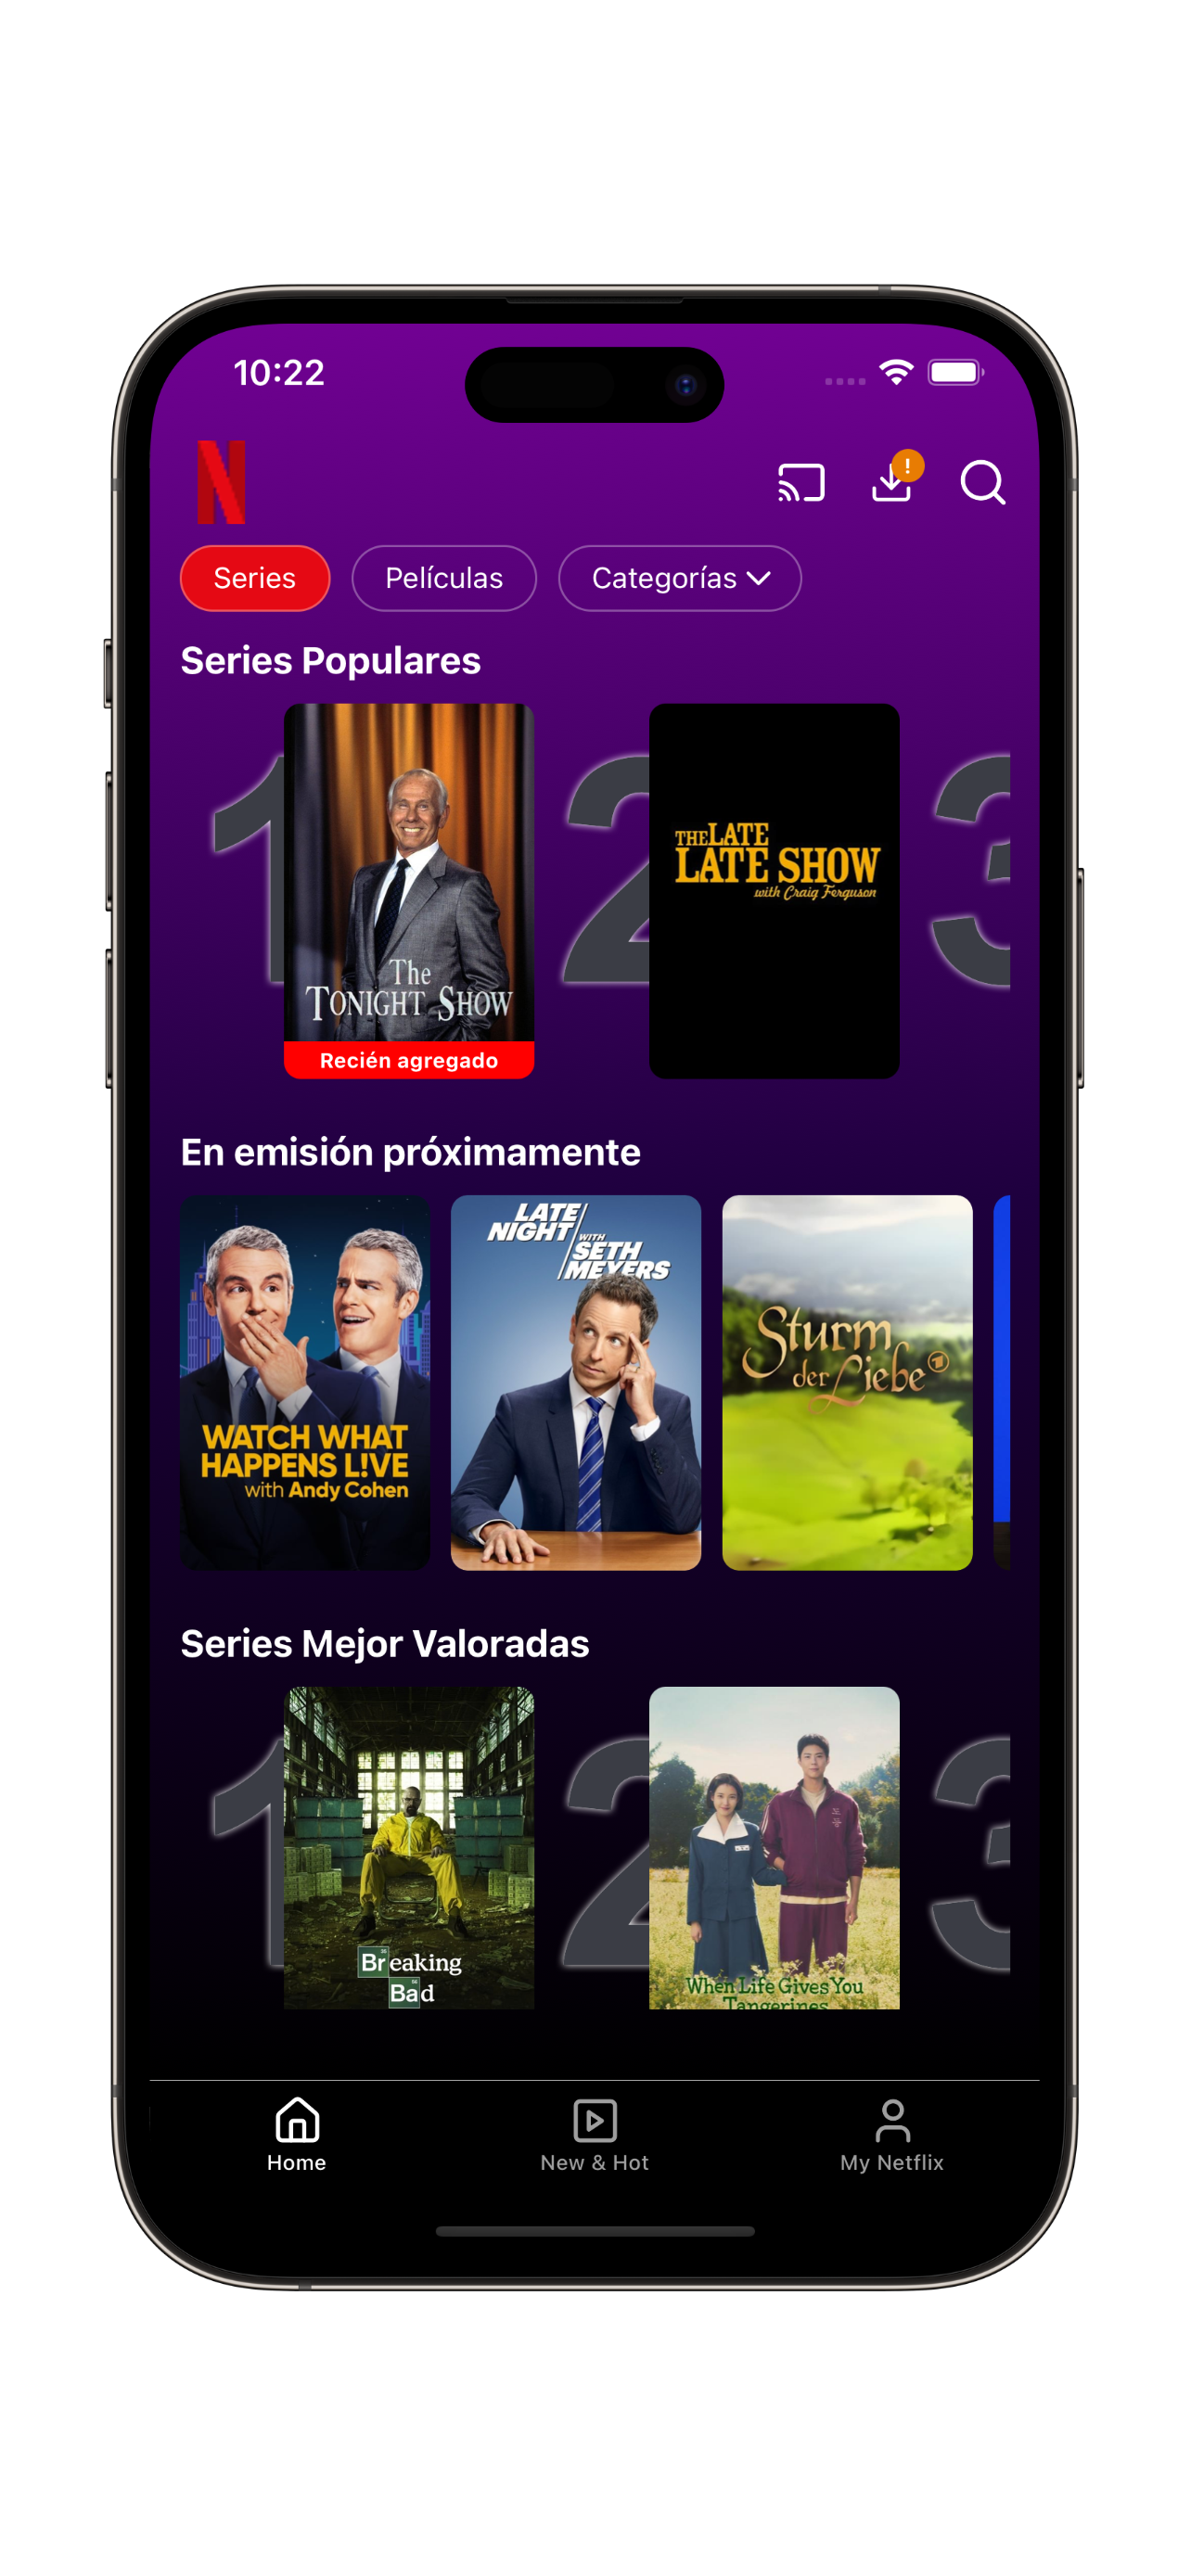 10:22
N
!
Series
Películas
Categorías
Series Populares
1
2
3
The
TONIGHT SHOW
Recién agregado
THE LATE
LATE SHOW
with Craig Ferguson
En emisión próximamente
WATCH WHAT
HAPPENS L!VE
with Andy Cohen
LATE
NIGHT
WITH
SETH
MEYERS
Sturm
der Liebe
1
Series Mejor Valoradas
1
2
3
Breaking
Bad
When Life Gives You
Tangerines
Home
New & Hot
My Netflix